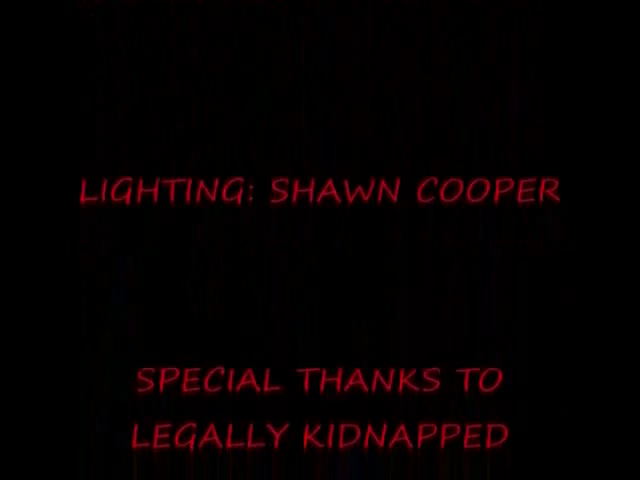 LIGHTING: SHAWN COOPER
SPECIAL THANKS TO
LEGALLY KIDNAPPED